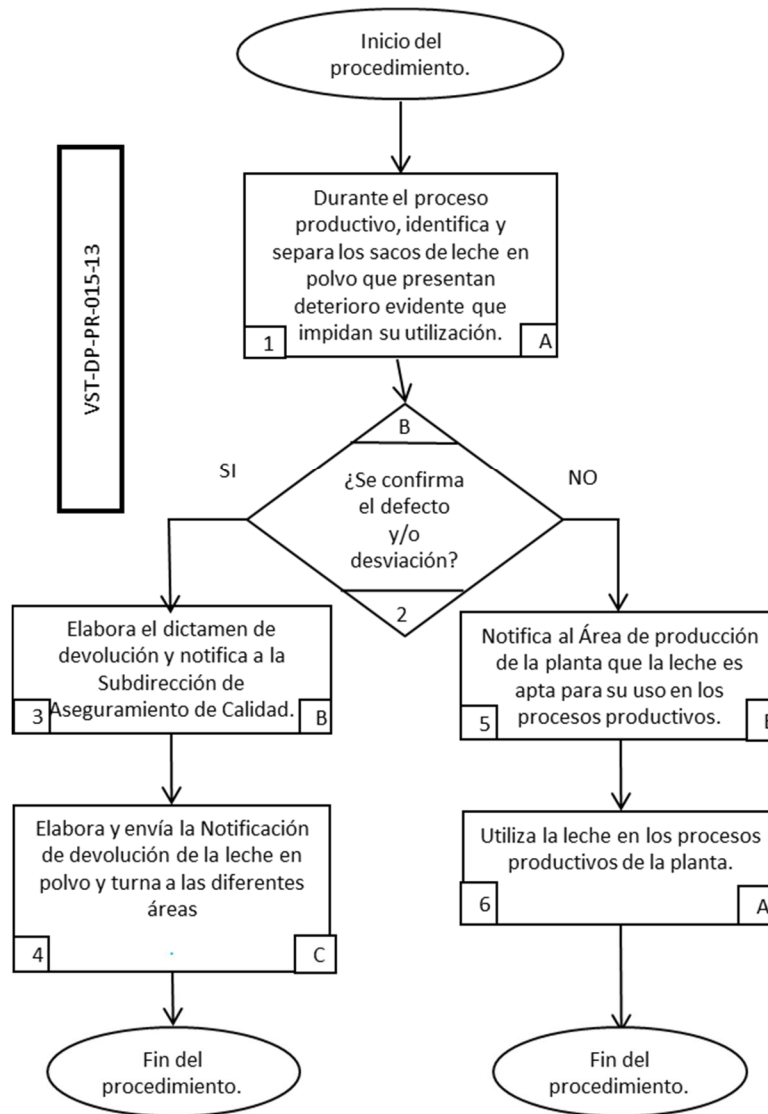 Inicio del
procedimiento.
VST-DP-PR-015-13
Durante el proceso
productivo, identifica y
separa los sacos de leche en
polvo que presentan
deterioro evidente que
impidan su utilización.
1
A
B
SI
NO
¿Se confirma
el defecto
y/o
desviación?
2
Elabora el dictamen de
devolución y notifica a la
Subdirección de
Aseguramiento de Calidad.
3
B
Notifica al Área de producción
de la planta que la leche es
apta para su uso en los
procesos productivos.
5
Elabora y envía la Notificación
de devolución de la leche en
polvo y turna a las diferentes
áreas
4
C
Utiliza la leche en los procesos
productivos de la planta.
6
A
Fin del
procedimiento.
Fin del
procedimiento.